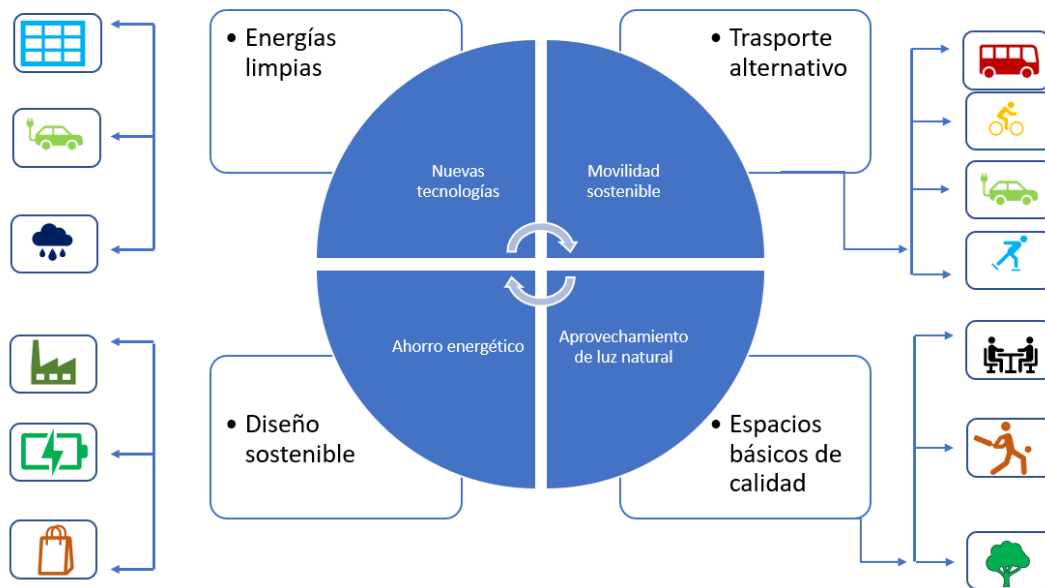 • Energías
limpias
• Trasporte
alternativo
Nuevas
tecnologías
Movilidad
sostenible
Ahorro energético
Aprovechamiento
de luz natural
• Diseño
sostenible
• Espacios
básicos de
calidad